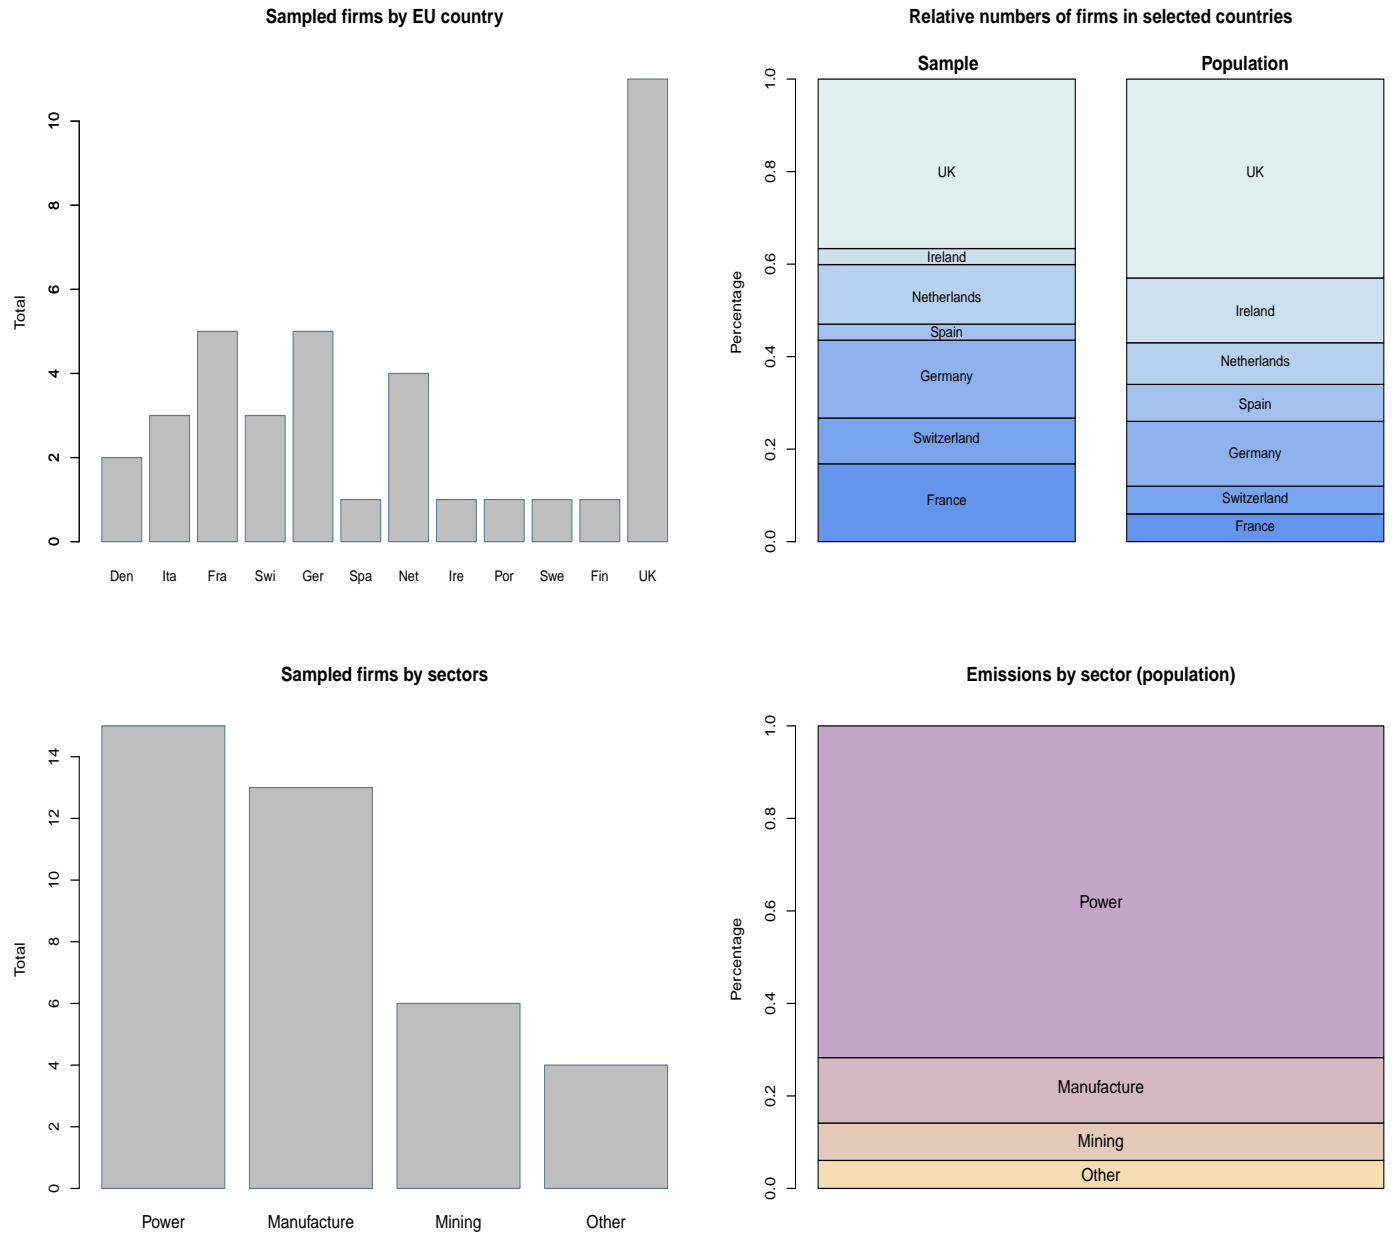 Sampled firms by EU country
Total
10
8
6
4
2
0
Den Ita Fra Swi Ger Spa Net Ire Por Swe Fin UK
Relative numbers of firms in selected countries
Sample Population
Percentage
1.0
0.8
0.6
0.4
0.2
0.0
UK
Ireland
Netherlands
Spain
Germany
Switzerland
France
UK
Ireland
Netherlands
Spain
Germany
Switzerland
France
Sampled firms by sectors
Total
14
12
10
8
6
4
2
0
Power Manufacture Mining Other
Emissions by sector (population)
Percentage
1.0
0.8
0.6
0.4
0.2
0.0
Power
Manufacture
Mining
Other